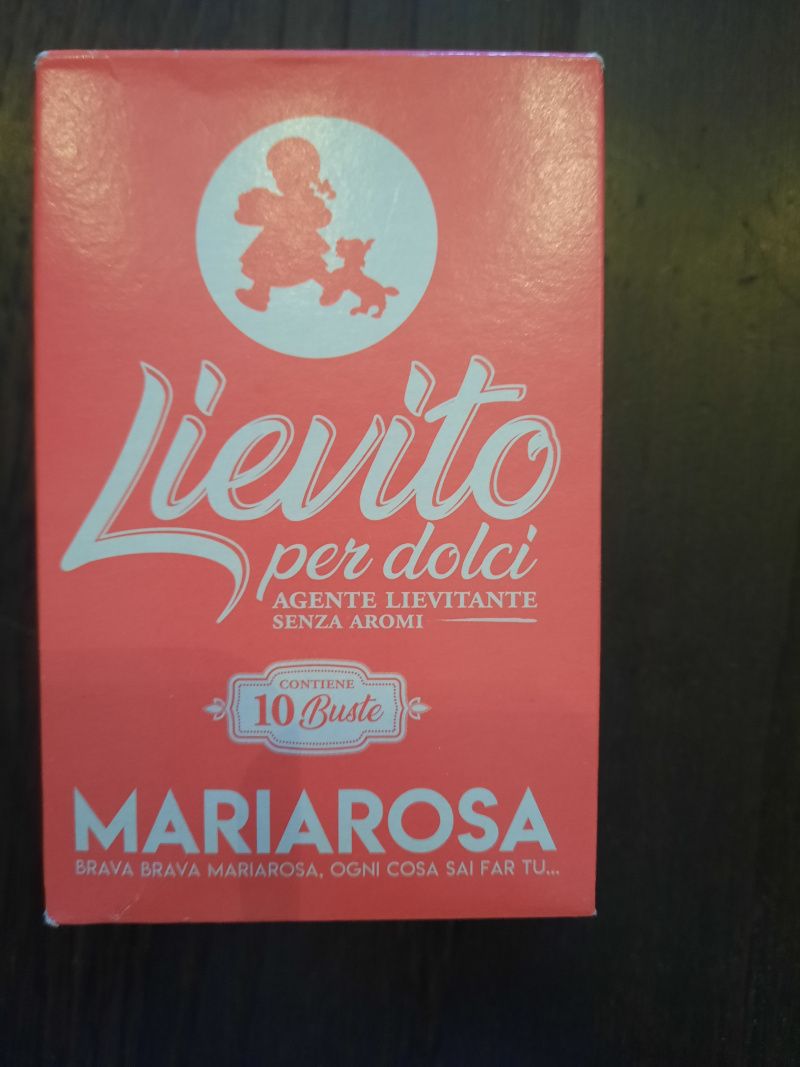 Lievito
per dolci
AGENTE LIEVITANTE
SENZA AROMI
CONTIENE
10 Buste
MARIAROSA
BRAVA BRAVA MARIAROSA, OGNI COSA SAI FAR TU...